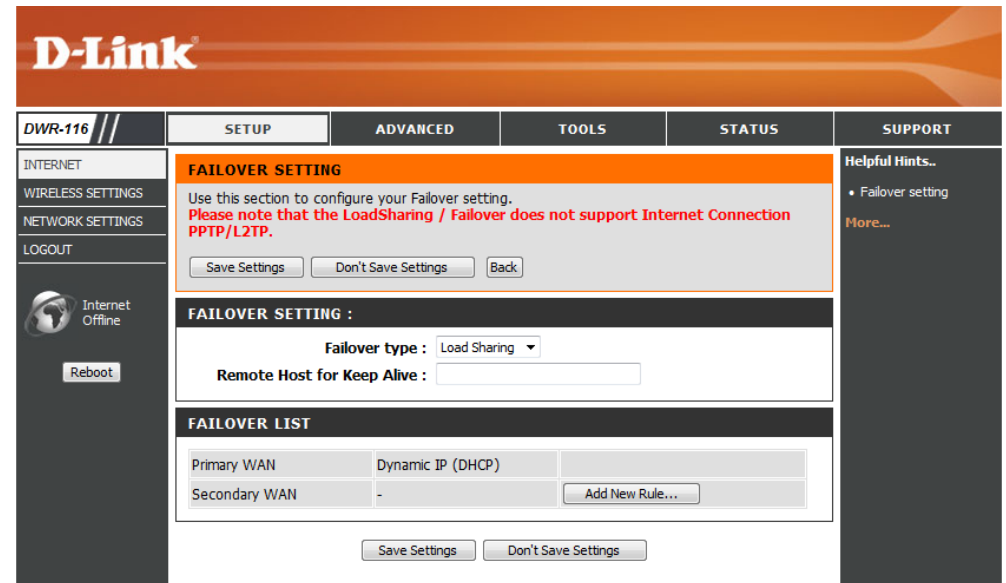 D-Link®
DWR-116
SETUP
ADVANCED
TOOLS
STATUS
SUPPORT
INTERNET
WIRELESS SETTINGS
NETWORK SETTINGS
LOGOUT
Internet
Offline
Reboot
FAILOVER SETTING
Use this section to configure your Failover setting.
Please note that the LoadSharing / Failover does not support Internet Connection
PPTP/L2TP.
Save Settings
Don't Save Settings
Back
FAILOVER SETTING :
Failover type : Load Sharing
Remote Host for Keep Alive :
FAILOVER LIST
Primary WAN Dynamic IP (DHCP)
Secondary WAN - Add New Rule...
Save Settings
Don't Save Settings
Helpful Hints..
• Failover setting
More...